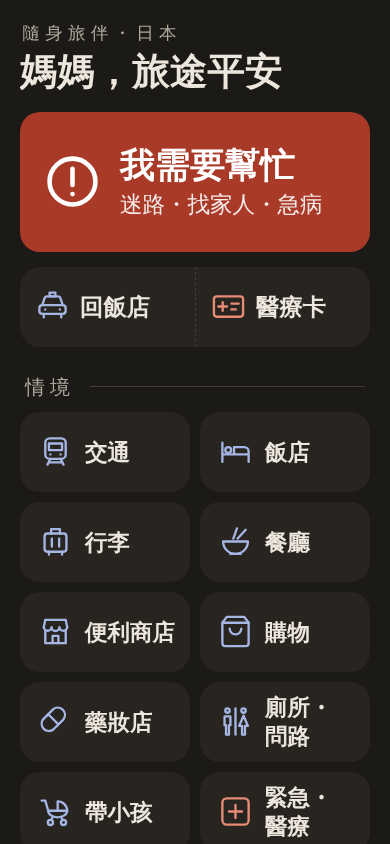 隨身旅伴・日本
媽媽，旅途平安
我需要幫忙
迷路・找家人・急病
回飯店
醫療卡
情境
交通
飯店
行李
餐廳
便利商店
購物
藥妝店
廁所・
問路
帶小孩
緊急・
醫療